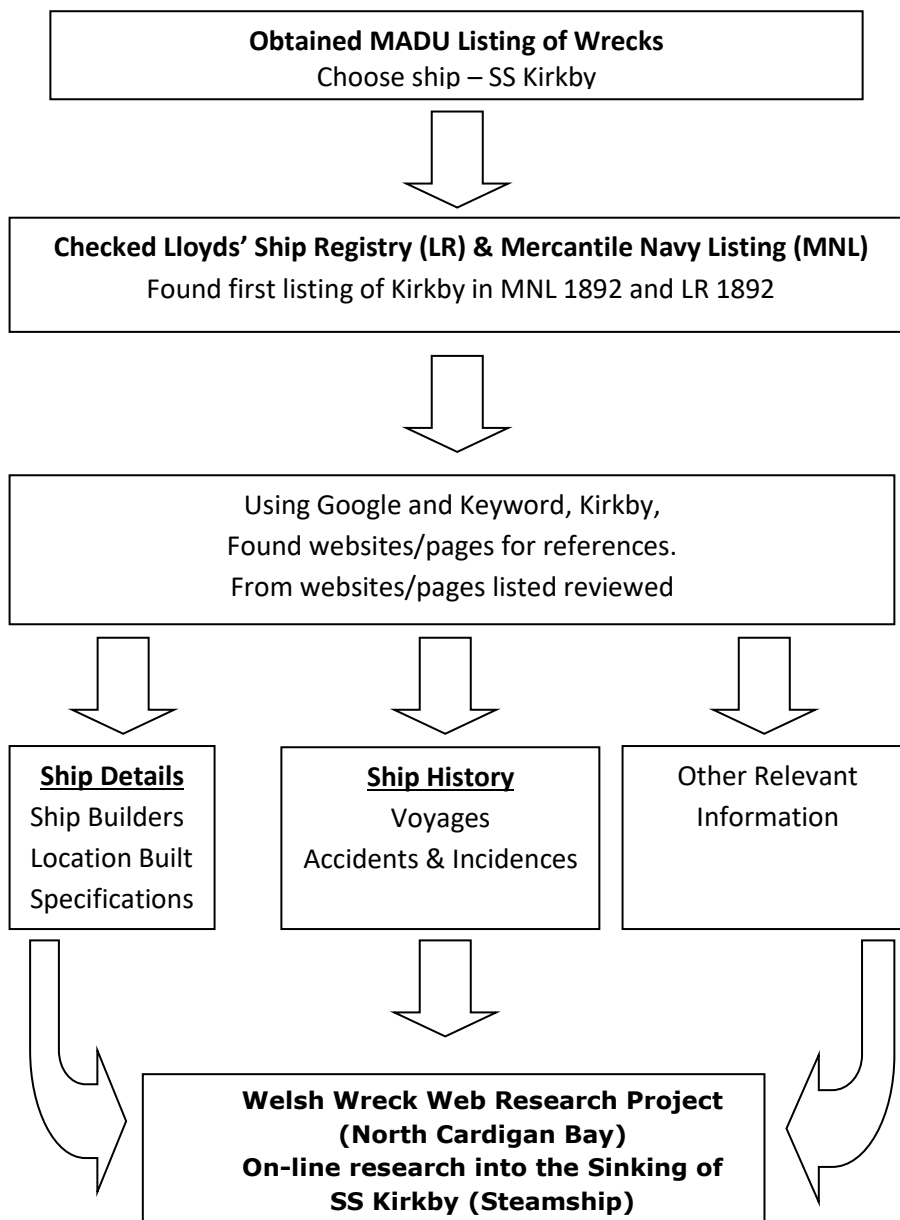 Obtained MADU Listing of Wrecks
Choose ship – SS Kirkby
Checked Lloyds’ Ship Registry (LR) & Mercantile Navy Listing (MNL)
Found first listing of Kirkby in MNL 1892 and LR 1892
Using Google and Keyword, Kirkby,
Found websites/pages for references.
From websites/pages listed reviewed
Ship Details
Ship Builders
Location Built
Specifications
Ship History
Voyages
Accidents & Incidences
Other Relevant
Information
Welsh Wreck Web Research Project
(North Cardigan Bay)
On-line research into the Sinking of
SS Kirkby (Steamship)